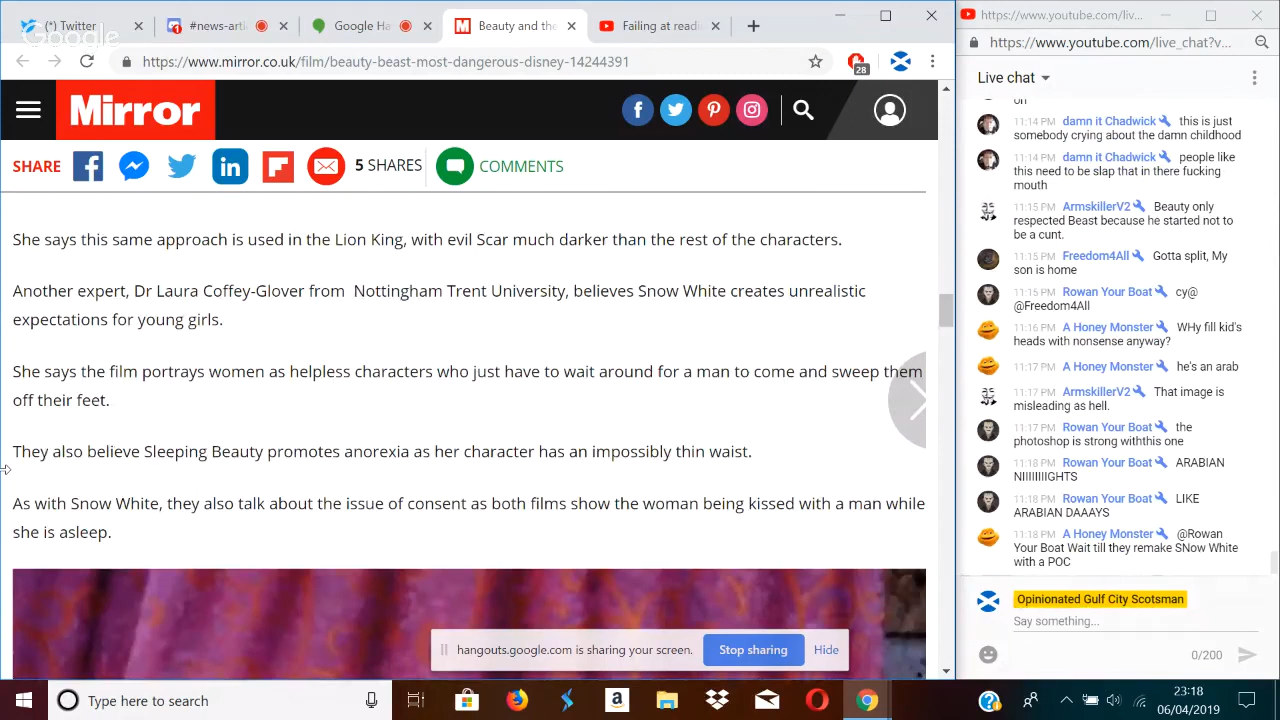 (*) Twitter
#news-arti
Google Ha
Beauty and the
Failing at readi
Google
https://www.mirror.co.uk/film/beauty-beast-most-dangerous-disney-14244391
28
Mirror
SHARE
5 SHARES
COMMENTS
She says this same approach is used in the Lion King, with evil Scar much darker than the rest of the characters.
Another expert, Dr Laura Coffey-Glover from Nottingham Trent University, believes Snow White creates unrealistic
expectations for young girls.
She says the film portrays women as helpless characters who just have to wait around for a man to come and sweep them
off their feet.
They also believe Sleeping Beauty promotes anorexia as her character has an impossibly thin waist.
As with Snow White, they also talk about the issue of consent as both films show the woman being kissed with a man while
she is asleep.
hangouts.google.com is sharing your screen.
Stop sharing
Hide
https://www.youtube.com/liv...
https://www.youtube.com/live_chat?v...
Live chat
on
11:14 PM damn it Chadwick this is just
somebody crying about the damn childhood
11:14 PM damn it Chadwick people like
this need to be slap that in there fucking
mouth
11:15 PM ArmskillerV2 Beauty only
respected Beast because he started not to
be a cunt.
11:15 PM Freedom4All Gotta split, My
son is home
11:15 PM Rowan Your Boat cy@
@Freedom4All
11:16 PM A Honey Monster WHy fill kid's
heads with nonsense anyway?
11:17 PM A Honey Monster he's an arab
11:17 PM ArmskillerV2 That image is
misleading as hell.
11:17 PM Rowan Your Boat the
photoshop is strong withthis one
11:18 PM Rowan Your Boat ARABIAN
NIIIIIIIGHTS
11:18 PM Rowan Your Boat LIKE
ARABIAN DAAAYS
11:18 PM A Honey Monster @Rowan
Your Boat Wait till they remake SNow White
with a POC
Opinionated Gulf City Scotsman
Say something...
0/200
Type here to search
23:18
06/04/2019